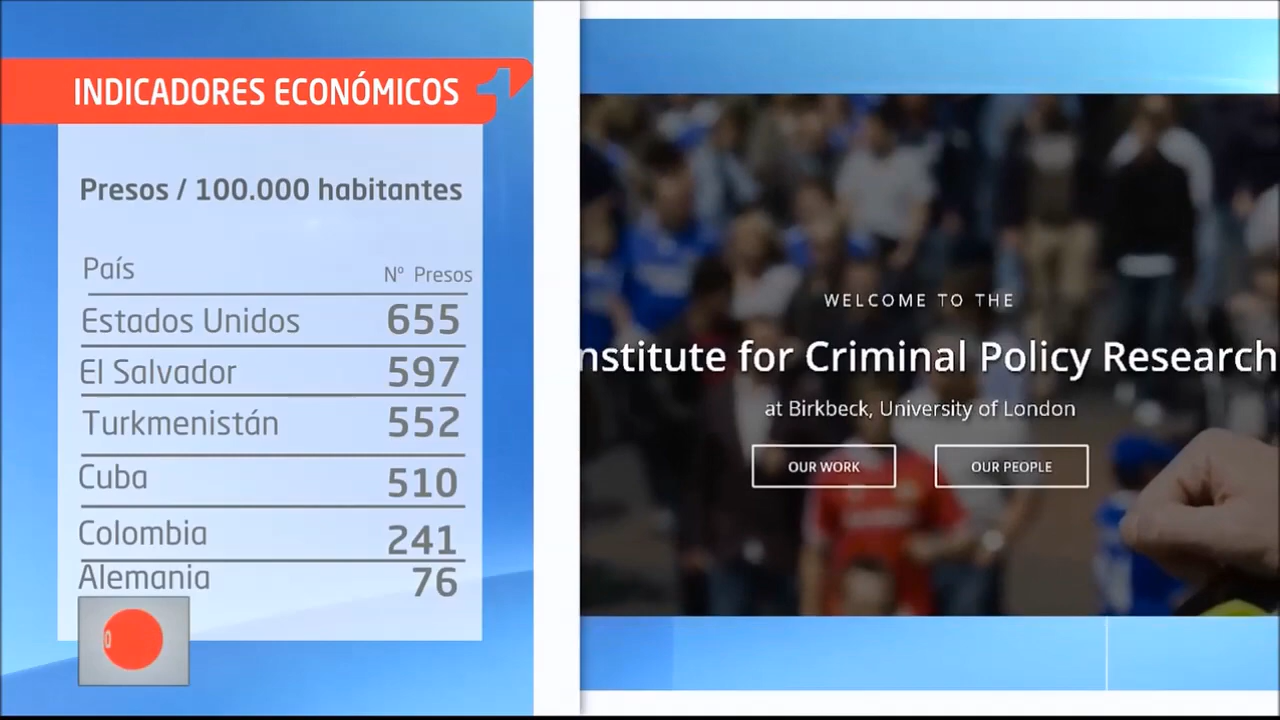 INDICADORES ECONÓMICOS
Presos / 100.000 habitantes
País Nº Presos
Estados Unidos 655
El Salvador 597
Turkmenistán 552
Cuba 510
Colombia 241
Alemania 76
WELCOME TO THE
nstitute for Criminal Policy Research
at Birkbeck, University of London
OUR WORK OUR PEOPLE